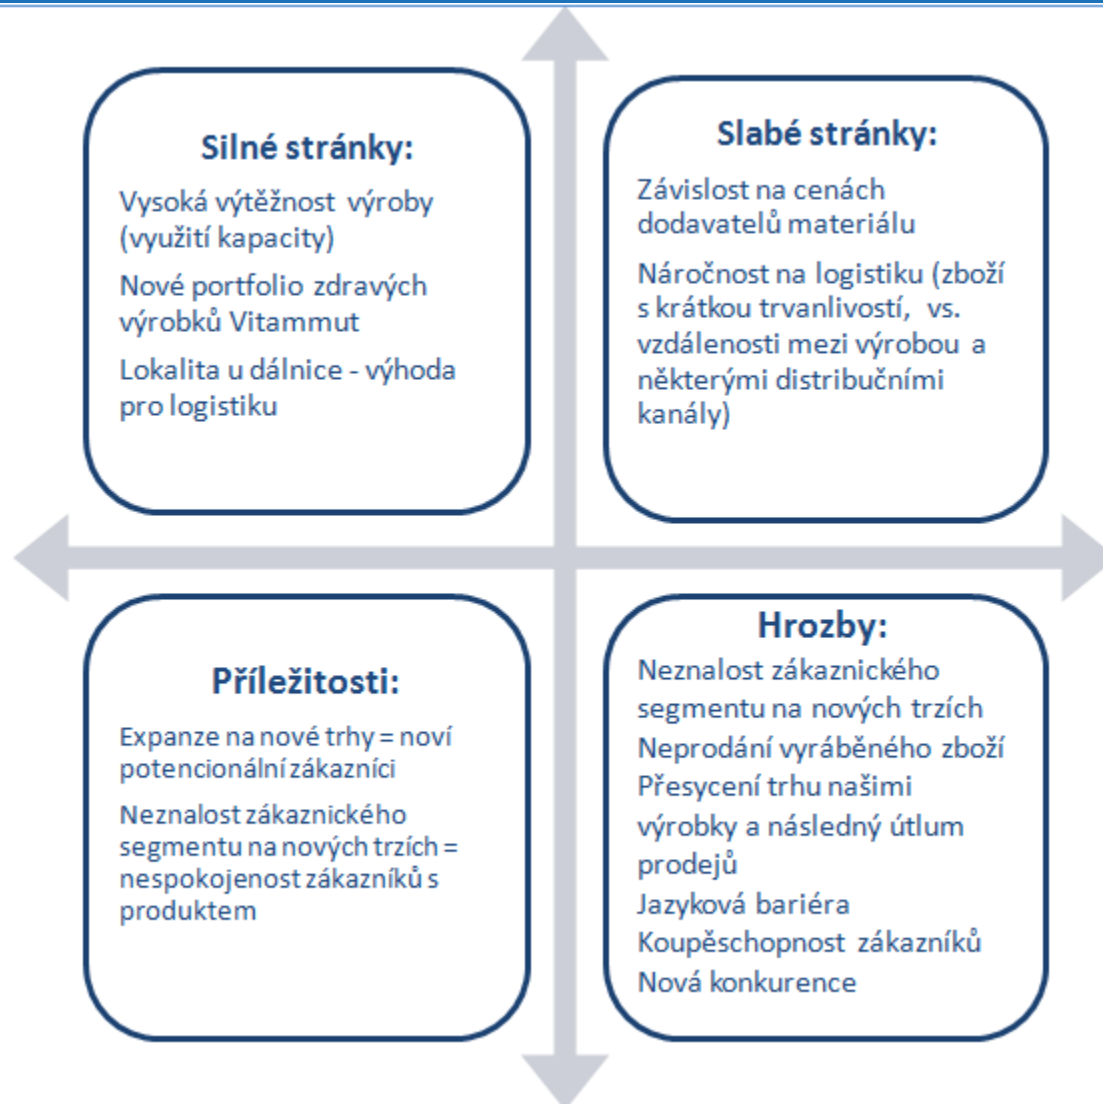 Silné stránky:
Vysoká výtěžnost výroby
(využití kapacity)
Nové portfolio zdravých
výrobků Vitammut
Lokalita u dálnice - výhoda
pro logistiku
Slabé stránky:
Závislost na cenách
dodavatelů materiálu
Náročnost na logistiku (zboží
s krátkou trvanlivostí, vs.
vzdálenosti mezi výrobou a
některými distribučními
kanály)
Příležitosti:
Expanze na nové trhy = noví
potencionální zákazníci
Neznalost zákaznického
segmentu na nových trzích =
nespokojenost zákazníků s
produktem
Hrozby:
Neznalost zákaznického
segmentu na nových trzích
Neprodání vyráběného zboží
Přesycení trhu našimi
výrobky a následný útlum
prodejů
Jazyková bariéra
Koupěschopnost zákazníků
Nová konkurence